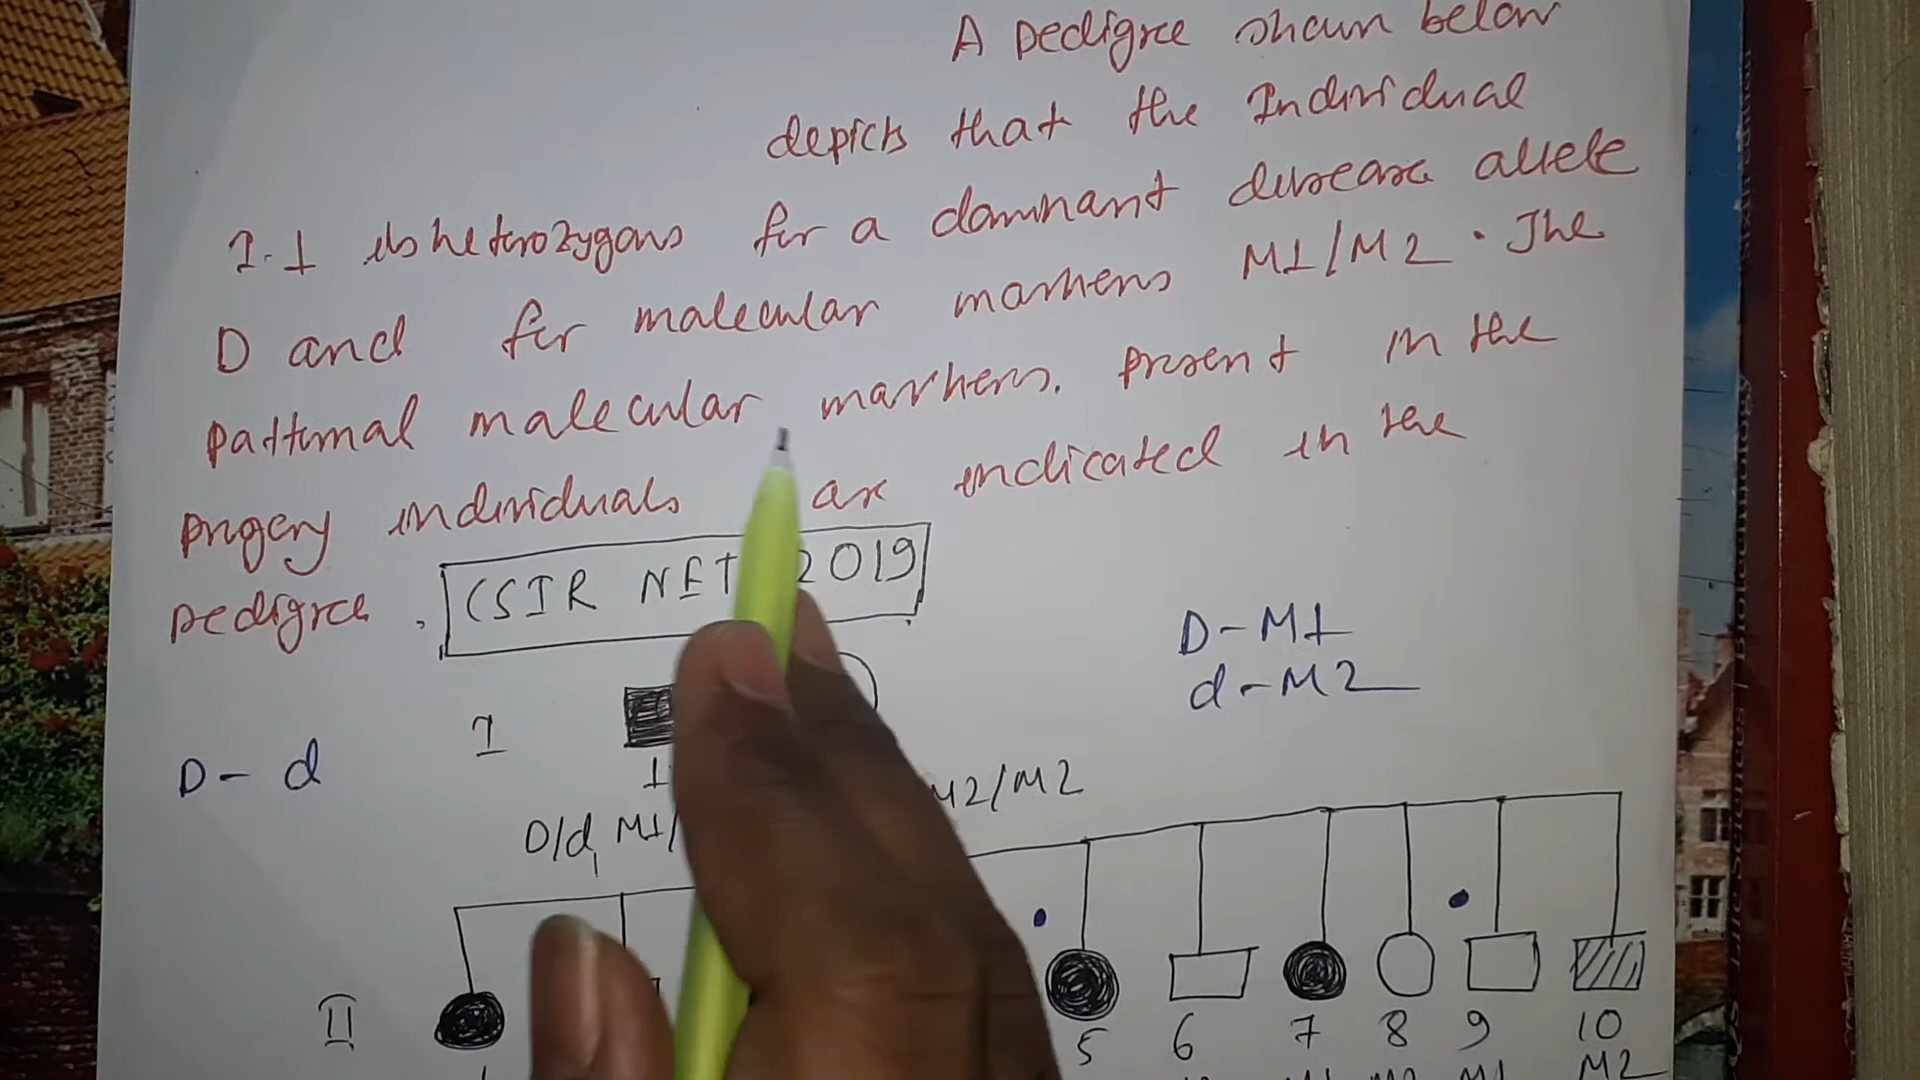 A pedigree shown below
depicts that the Individual
I.1 is heterozygous for a dominant disease allele
D and for molecular markers M1/M2. The
molecular markers. present in the
progeny individuals are indicated in the
pedigree.
CSIR NET 2019
D-M1
d-M2
I
D- d
1
M2/M2
D/d, M1/
II
5 6 7 8 9 10
M1 M2